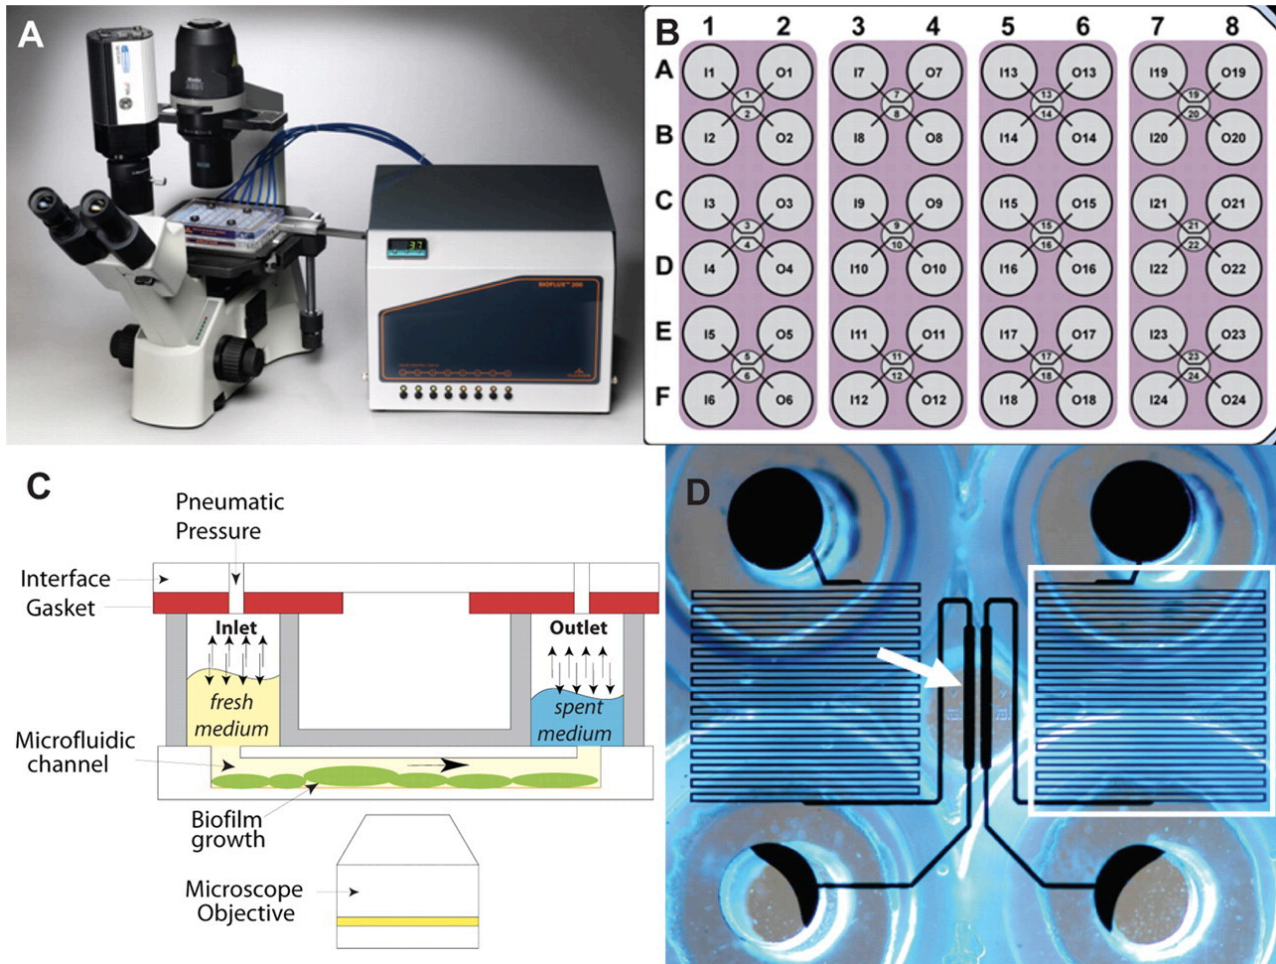 A
37
BIOFLUX™ 200
B
1 2 3 4 5 6 7 8
A I1 O1 I7 O7 I13 O13 I19 O19
1 7 13 19
2 8 14 20
B I2 O2 I8 O8 I14 O14 I20 O20
C I3 O3 I9 O9 I15 O15 I21 O21
3 9 15 21
4 10 16 22
D I4 O4 I10 O10 I16 O16 I22 O22
E I5 O5 I11 O11 I17 O17 I23 O23
5 11 17 23
6 12 18 24
F I6 O6 I12 O12 I18 O18 I24 O24
C
Pneumatic
Pressure
Interface
Gasket
Inlet
Outlet
fresh
medium
spent
medium
Microfluidic
channel
Biofilm
growth
Microscope
Objective
D